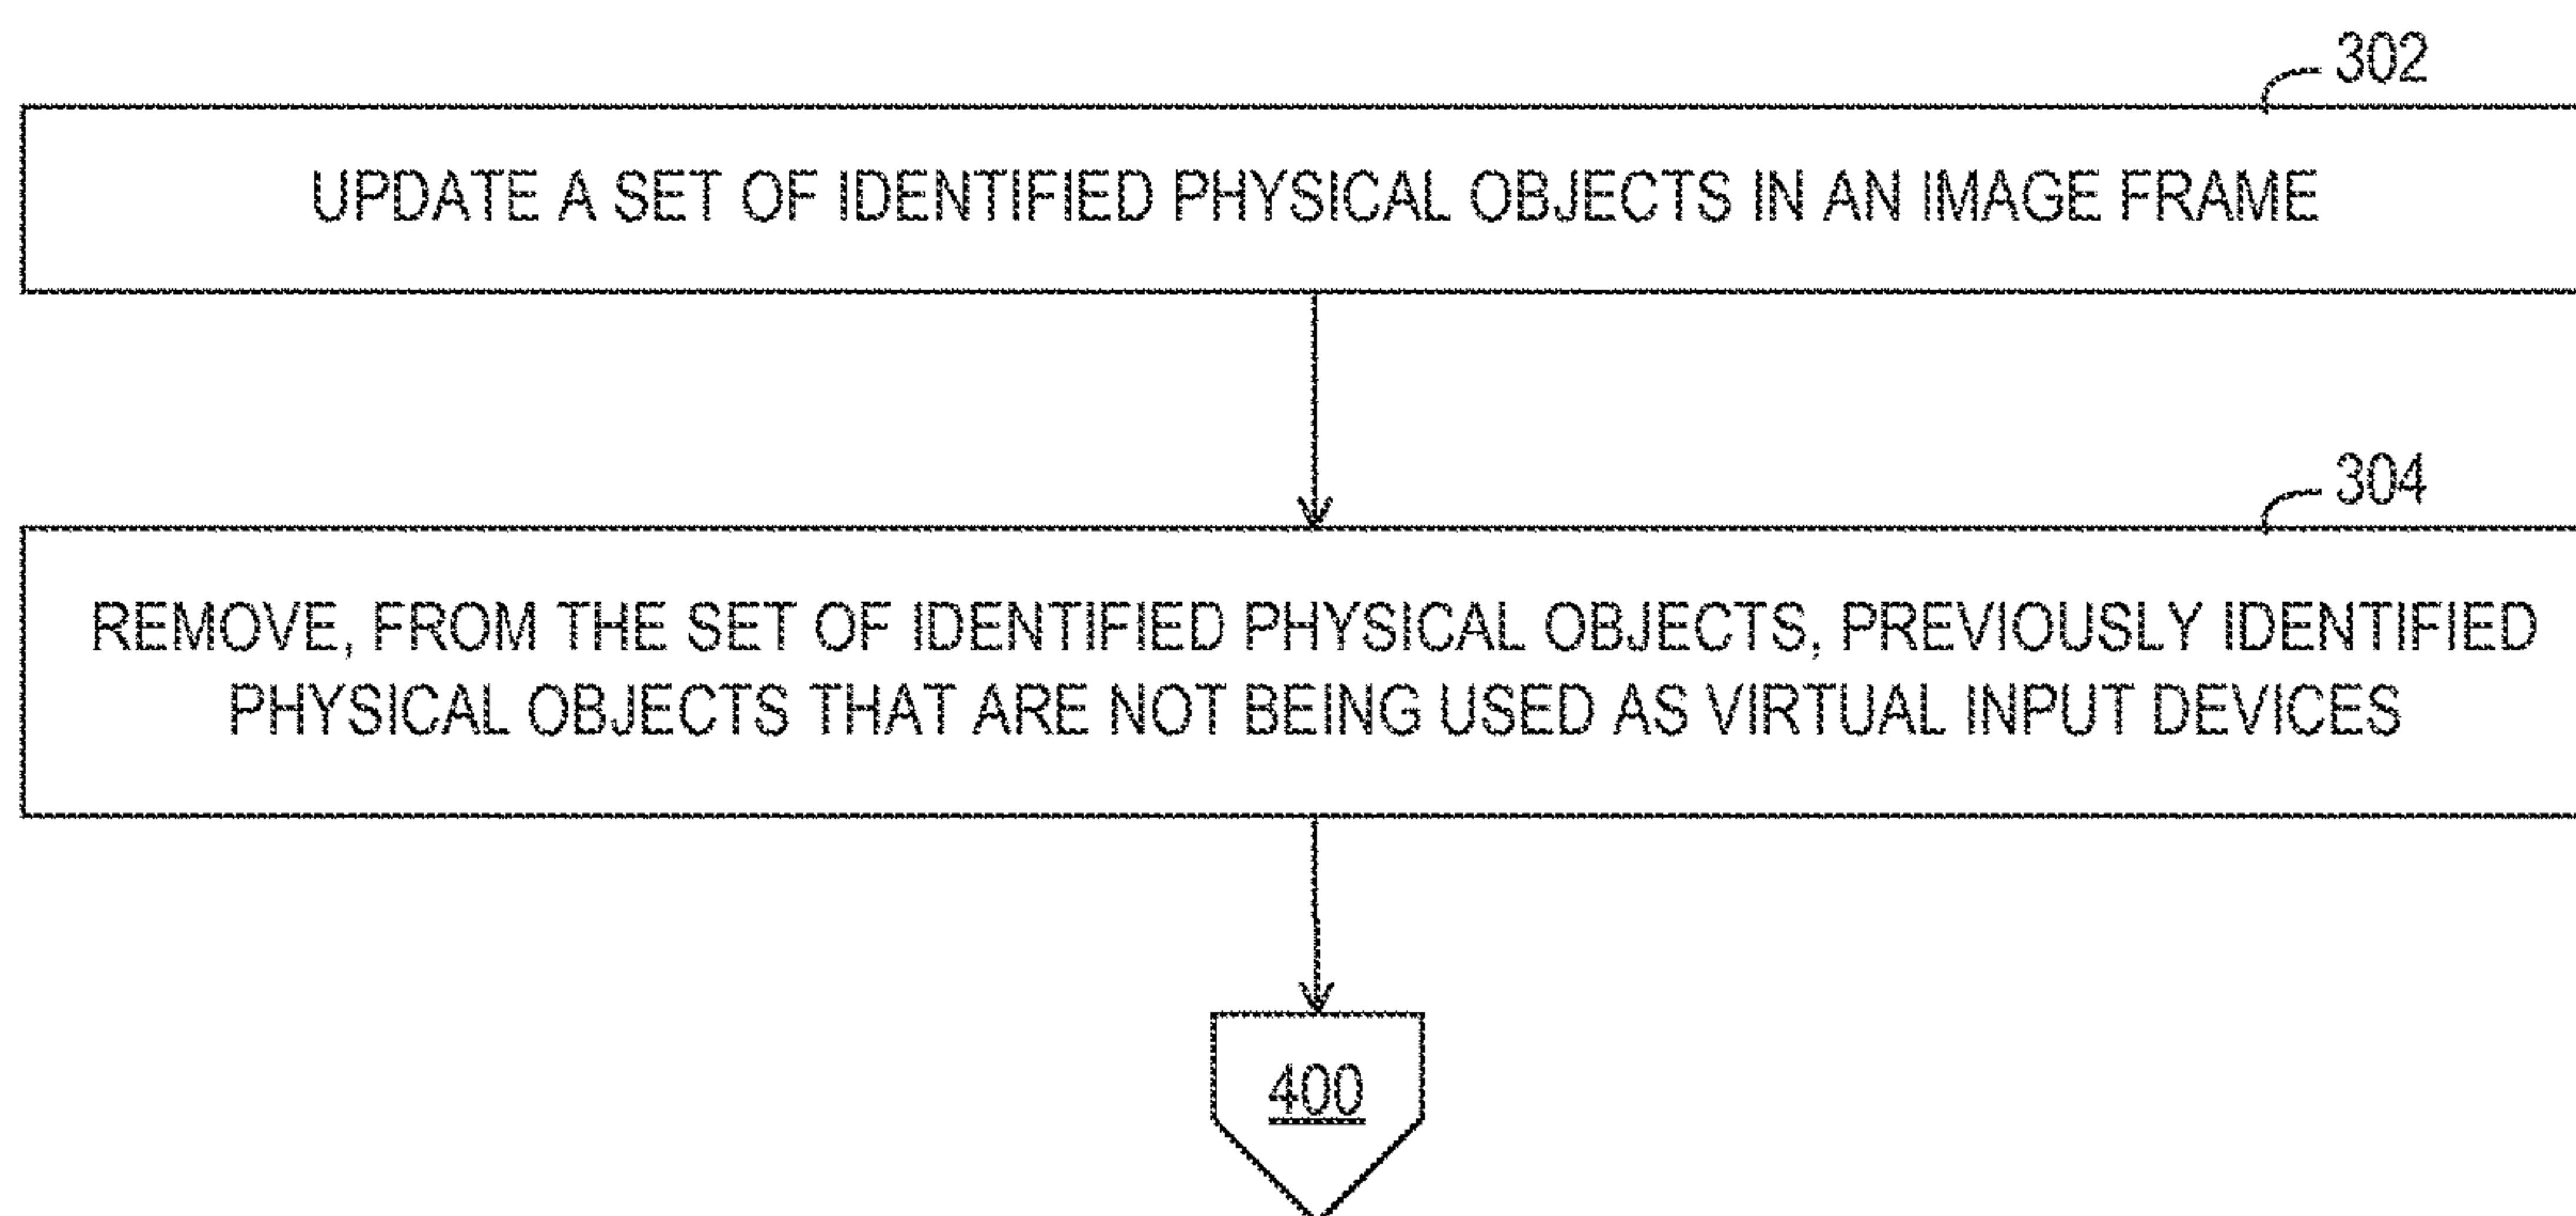 302
UPDATE A SET OF IDENTIFIED PHYSICAL OBJECTS IN AN IMAGE FRAME
304
REMOVE, FROM THE SET OF IDENTIFIED PHYSICAL OBJECTS, PREVIOUSLY IDENTIFIED
PHYSICAL OBJECTS THAT ARE NOT BEING USED AS VIRTUAL INPUT DEVICES
400